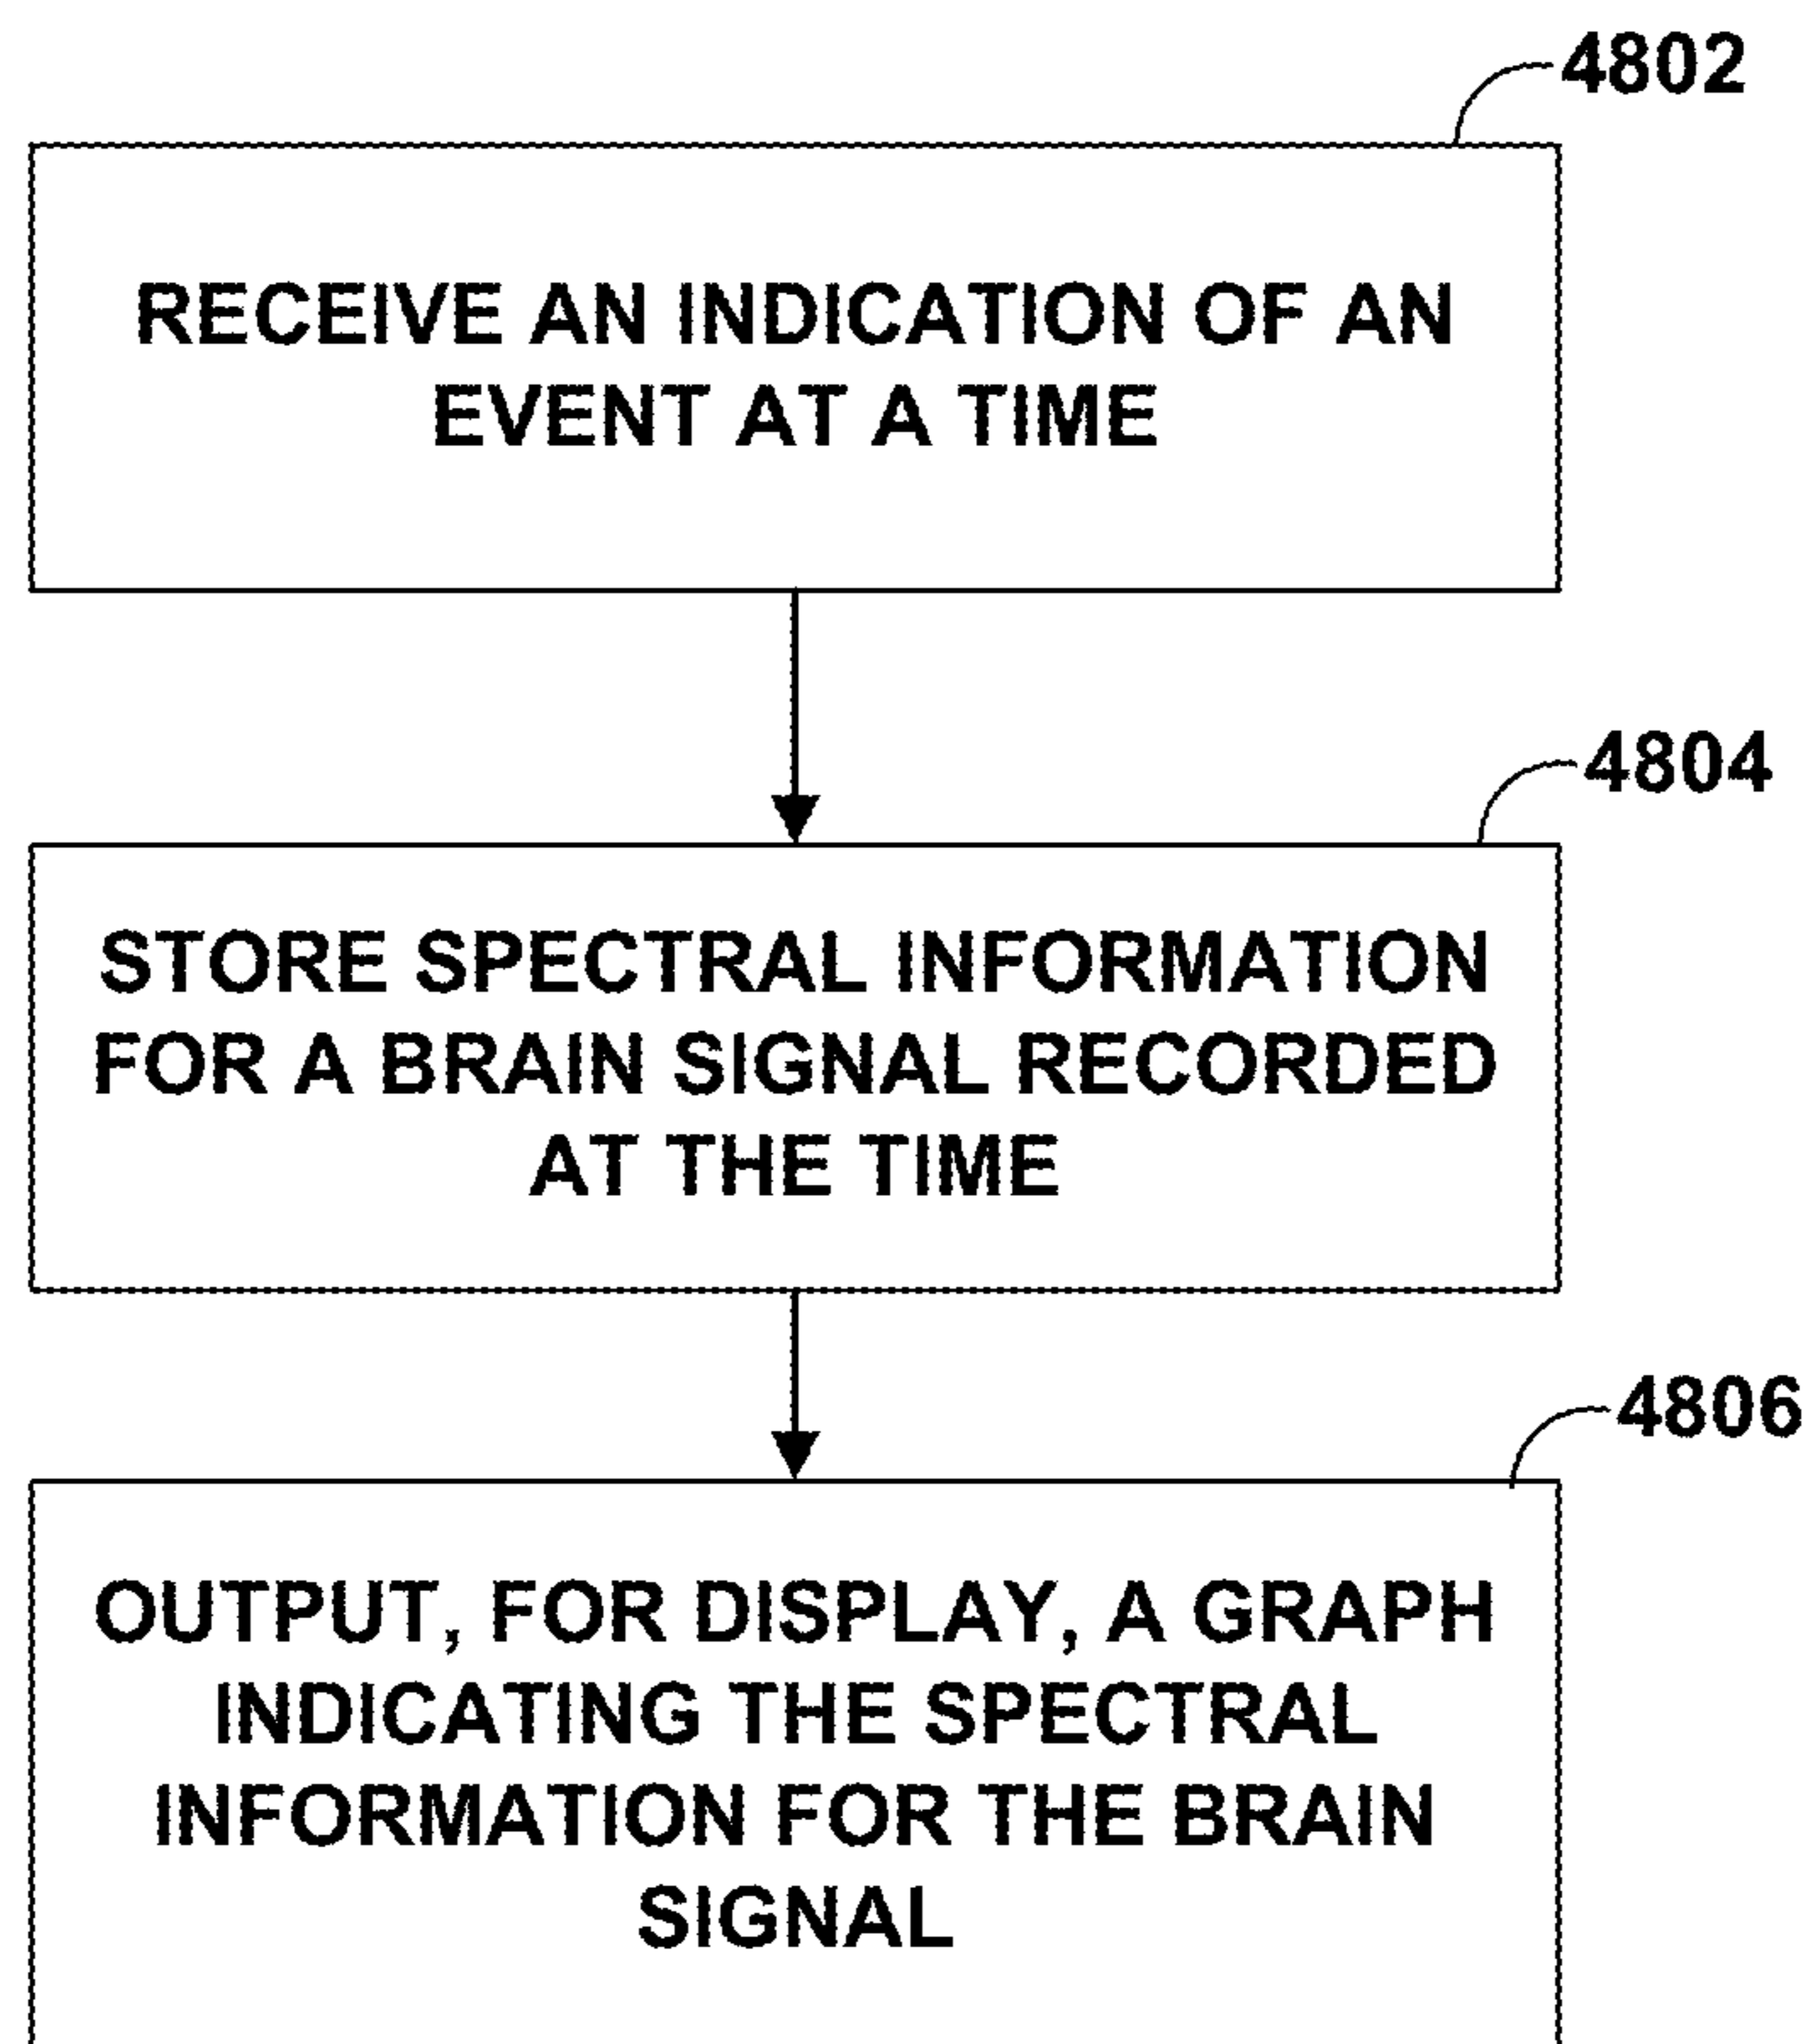 4802
RECEIVE AN INDICATION OF AN
EVENT AT A TIME
4804
STORE SPECTRAL INFORMATION
FOR A BRAIN SIGNAL RECORDED
AT THE TIME
4806
OUTPUT, FOR DISPLAY, A GRAPH
INDICATING THE SPECTRAL
INFORMATION FOR THE BRAIN
SIGNAL